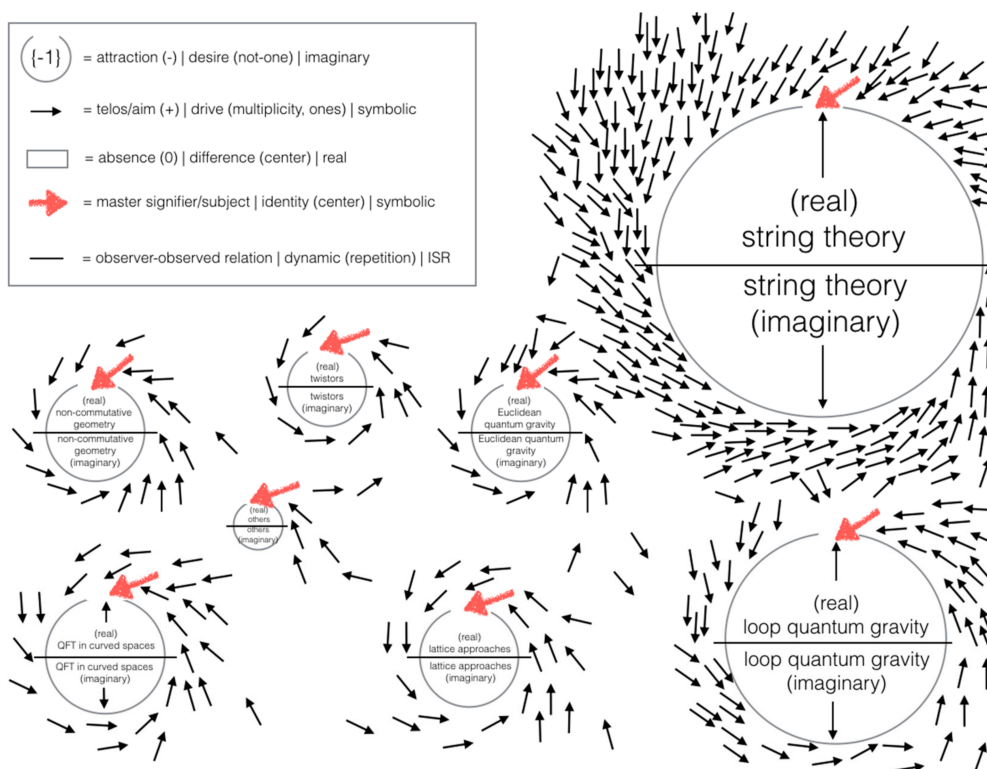 {-1} = attraction (-) | desire (not-one) | imaginary
= telos/aim (+) | drive (multiplicity, ones) | symbolic
= absence (0) | difference (center) | real
= master signifier/subject | identity (center) | symbolic
= observer-observed relation | dynamic (repetition) | ISR
(real)
string theory
string theory
(imaginary)
(real)
non-commutative
geometry
non-commutative
geometry
(imaginary)
(real)
twistors
twistors
(imaginary)
(real)
Euclidean
quantum gravity
Euclidean quantum
gravity
(imaginary)
(real)
others
others
(imaginary)
(real)
QFT in curved spaces
QFT in curved spaces
(imaginary)
(real)
lattice approaches
lattice approaches
(imaginary)
(real)
loop quantum gravity
loop quantum gravity
(imaginary)